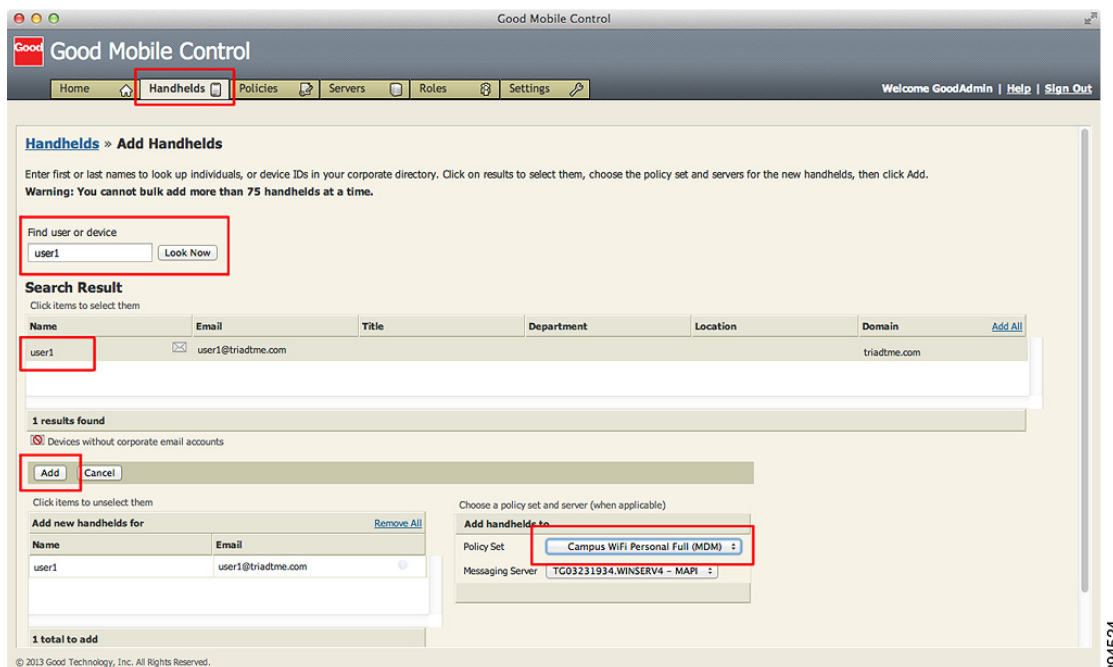 Good Mobile Control
Good Good Mobile Control
Home Handhelds Policies Servers Roles Settings Welcome GoodAdmin | Help | Sign Out
Handhelds » Add Handhelds
Enter first or last names to look up individuals, or device IDs in your corporate directory. Click on results to select them, choose the policy set and servers for the new handhelds, then click Add.
Warning: You cannot bulk add more than 75 handhelds at a time.
Find user or device
user1 Look Now
Search Result
Click items to select them
Name Email Title Department Location Domain Add All
user1 user1@triadtme.com triadtme.com
1 results found
Devices without corporate email accounts
Add Cancel
Click items to unselect them
Add new handhelds for Remove All
Name Email
user1 user1@triadtme.com
1 total to add
Choose a policy set and server (when applicable)
Add handhelds to
Policy Set Campus WiFi Personal Full (MDM)
Messaging Server TG03231934.WINSERV4 - MAPI
© 2013 Good Technology, Inc. All Rights Reserved.